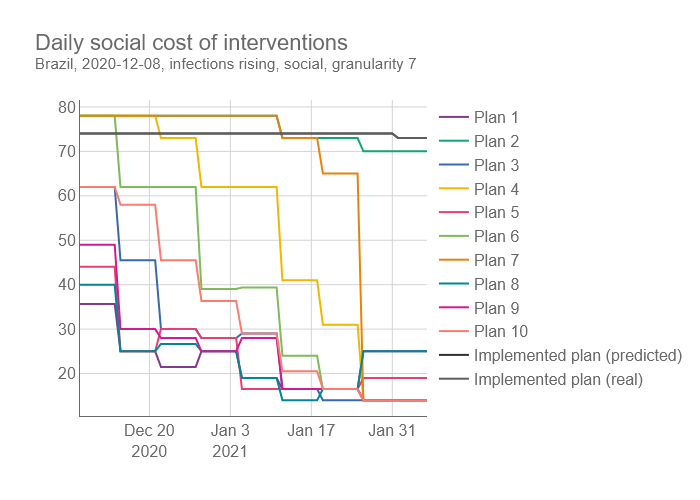 Daily social cost of interventions
Brazil, 2020-12-08, infections rising, social, granularity 7
80
70
60
50
40
30
20
Dec 20
2020
Jan 3
2021
Jan 17
Jan 31
Plan 1
Plan 2
Plan 3
Plan 4
Plan 5
Plan 6
Plan 7
Plan 8
Plan 9
Plan 10
Implemented plan (predicted)
Implemented plan (real)